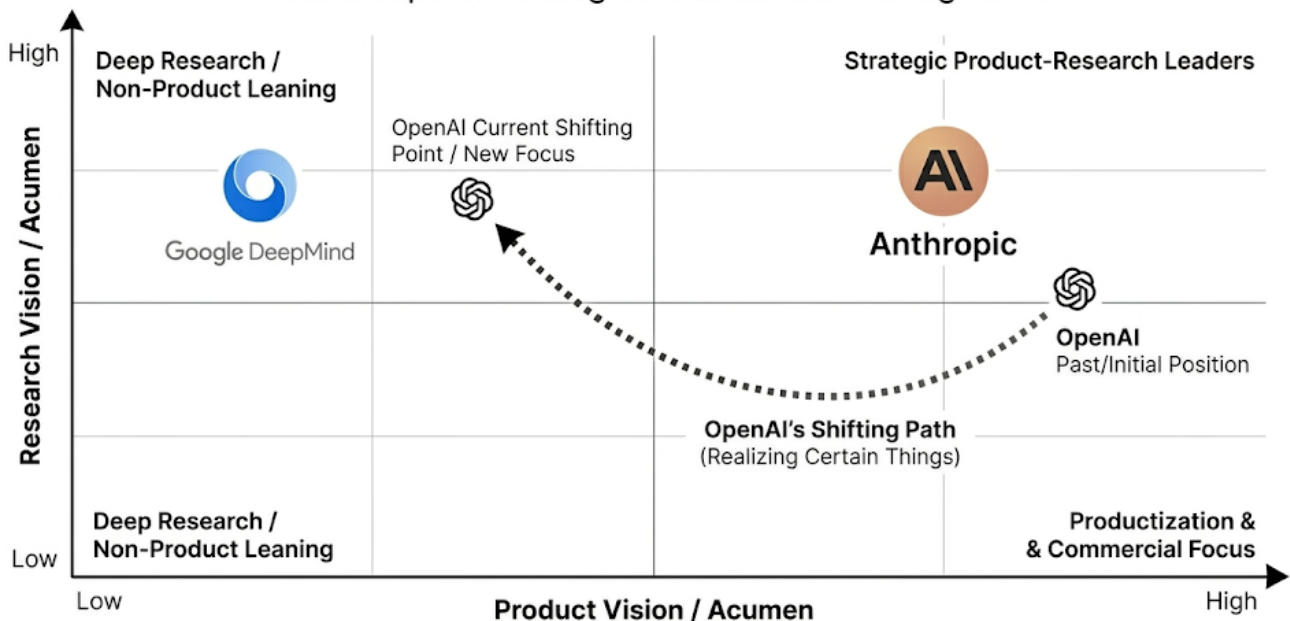 High
Deep Research /
Non-Product Leaning
Strategic Product-Research Leaders
OpenAI Current Shifting
Point / New Focus
Google DeepMind
AI
Anthropic
OpenAI
Past/Initial Position
OpenAI's Shifting Path
(Realizing Certain Things)
Research Vision / Acumen
Deep Research /
Non-Product Leaning
Productization &
& Commercial Focus
Low
Low
Product Vision / Acumen
High